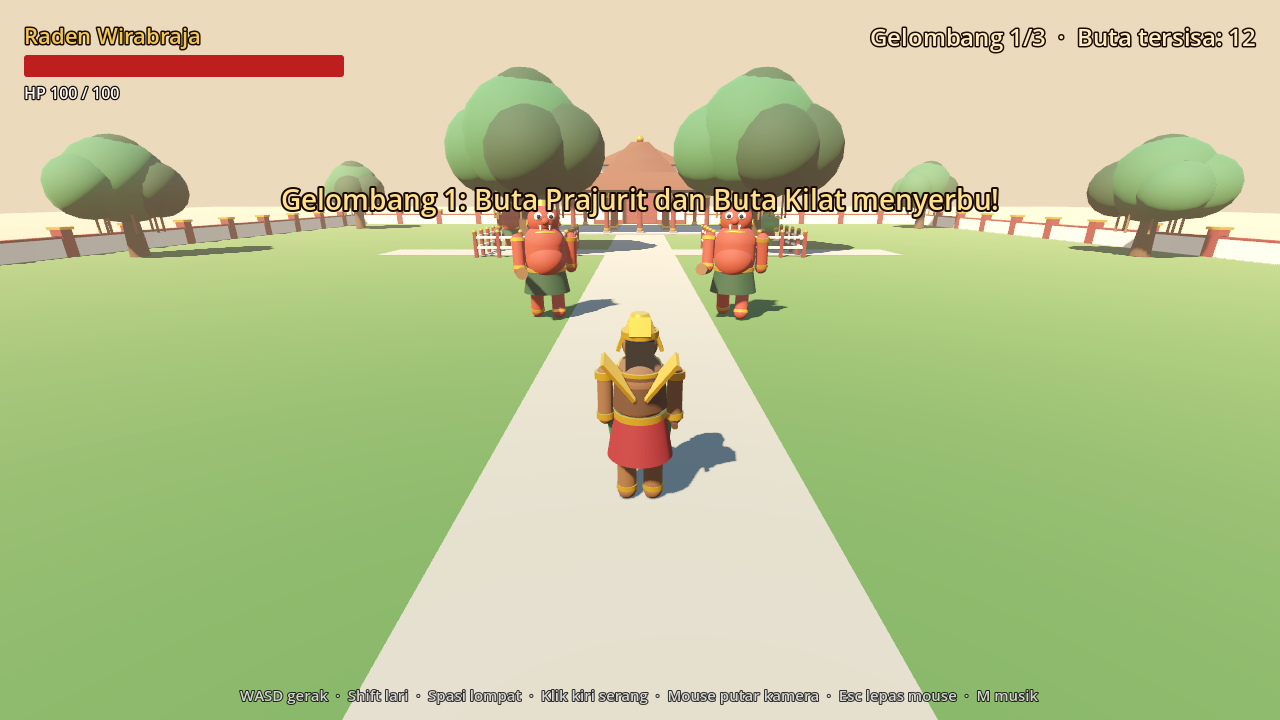 Raden Wirabraja
Gelombang 1/3 · Buta tersisa: 12
HP 100 / 100
Gelombang 1: Buta Prajurit dan Buta Kilat menyerbu!
WASD gerak · Shift lari · Spasi lompat · Klik kiri serang · Mouse putar kamera · Esc lepas mouse · M musik